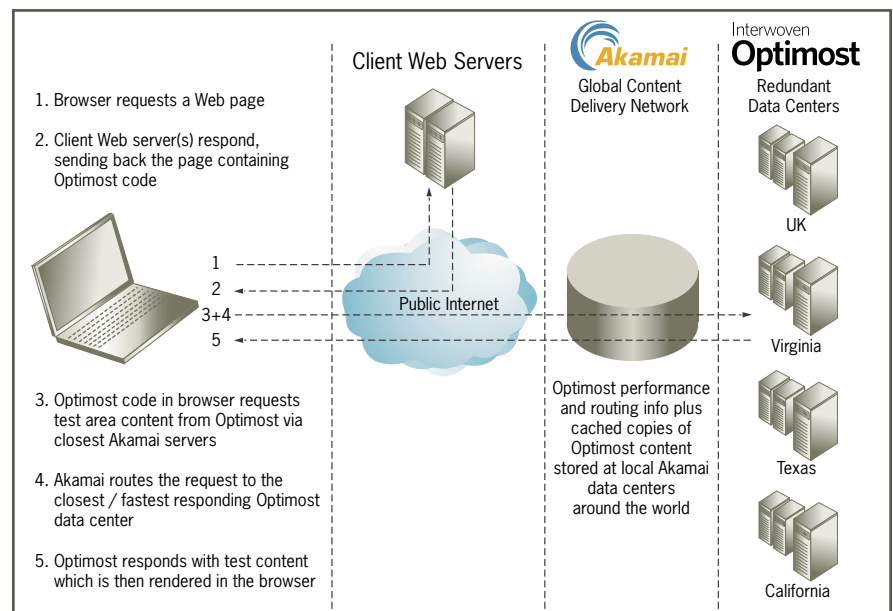 1. Browser requests a Web page
2. Client Web server(s) respond,
sending back the page containing
Optimost code
1
2
3+4
5
3. Optimost code in browser requests
test area content from Optimost via
closest Akamai servers
4. Akamai routes the request to the
closest / fastest responding Optimost
data center
5. Optimost responds with test content
which is then rendered in the browser
Client Web Servers
Public Internet
Akamai
Global Content
Delivery Network
Optimost performance
and routing info plus
cached copies of
Optimost content
stored at local Akamai
data centers
around the world
Interwoven
Optimost
Redundant
Data Centers
UK
Virginia
Texas
California